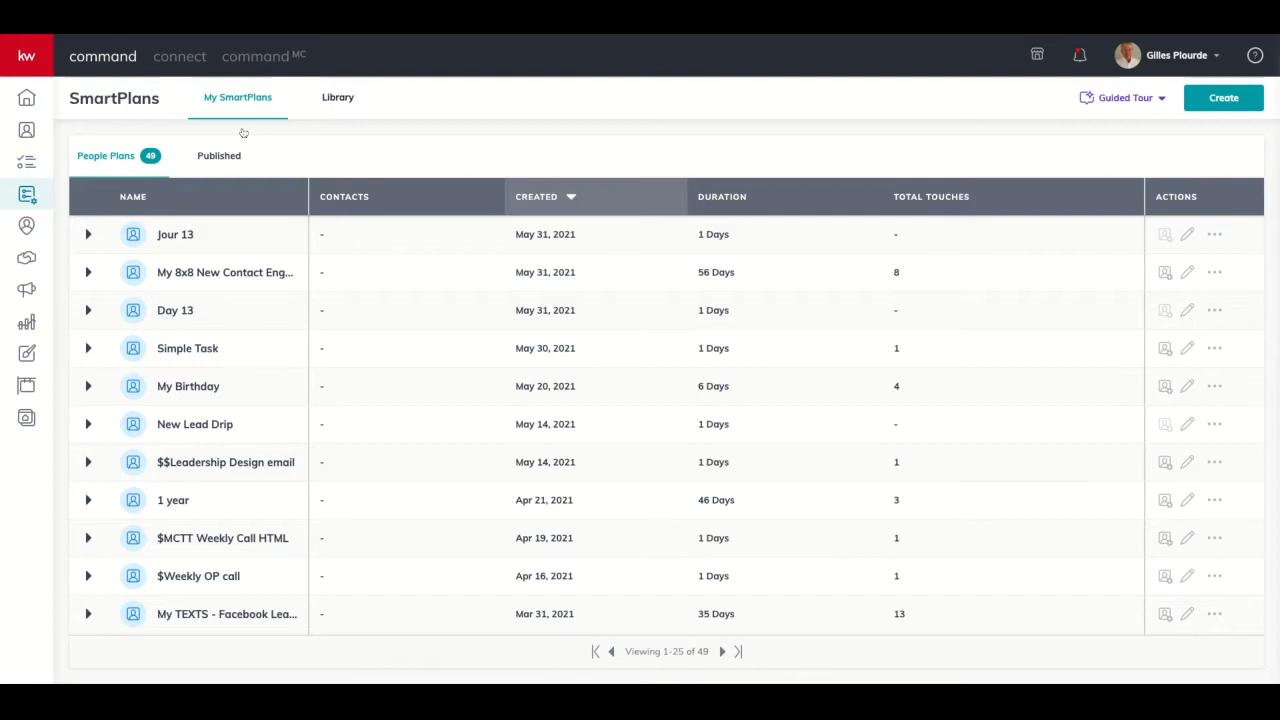 kw command connect command MC Gilles Plourde
SmartPlans My SmartPlans Library Guided Tour Create
People Plans 49 Published
NAME CONTACTS CREATED DURATION TOTAL TOUCHES ACTIONS
Jour 13 - May 31, 2021 1 Days -
My 8x8 New Contact Eng... - May 31, 2021 56 Days 8
Day 13 - May 31, 2021 1 Days -
Simple Task - May 30, 2021 1 Days 1
My Birthday - May 20, 2021 6 Days 4
New Lead Drip - May 14, 2021 1 Days -
$$Leadership Design email - May 14, 2021 1 Days 1
1 year - Apr 21, 2021 46 Days 3
$MCTT Weekly Call HTML - Apr 19, 2021 1 Days 1
$Weekly OP call - Apr 16, 2021 1 Days 1
My TEXTS - Facebook Lea... - Mar 31, 2021 35 Days 13
Viewing 1-25 of 49